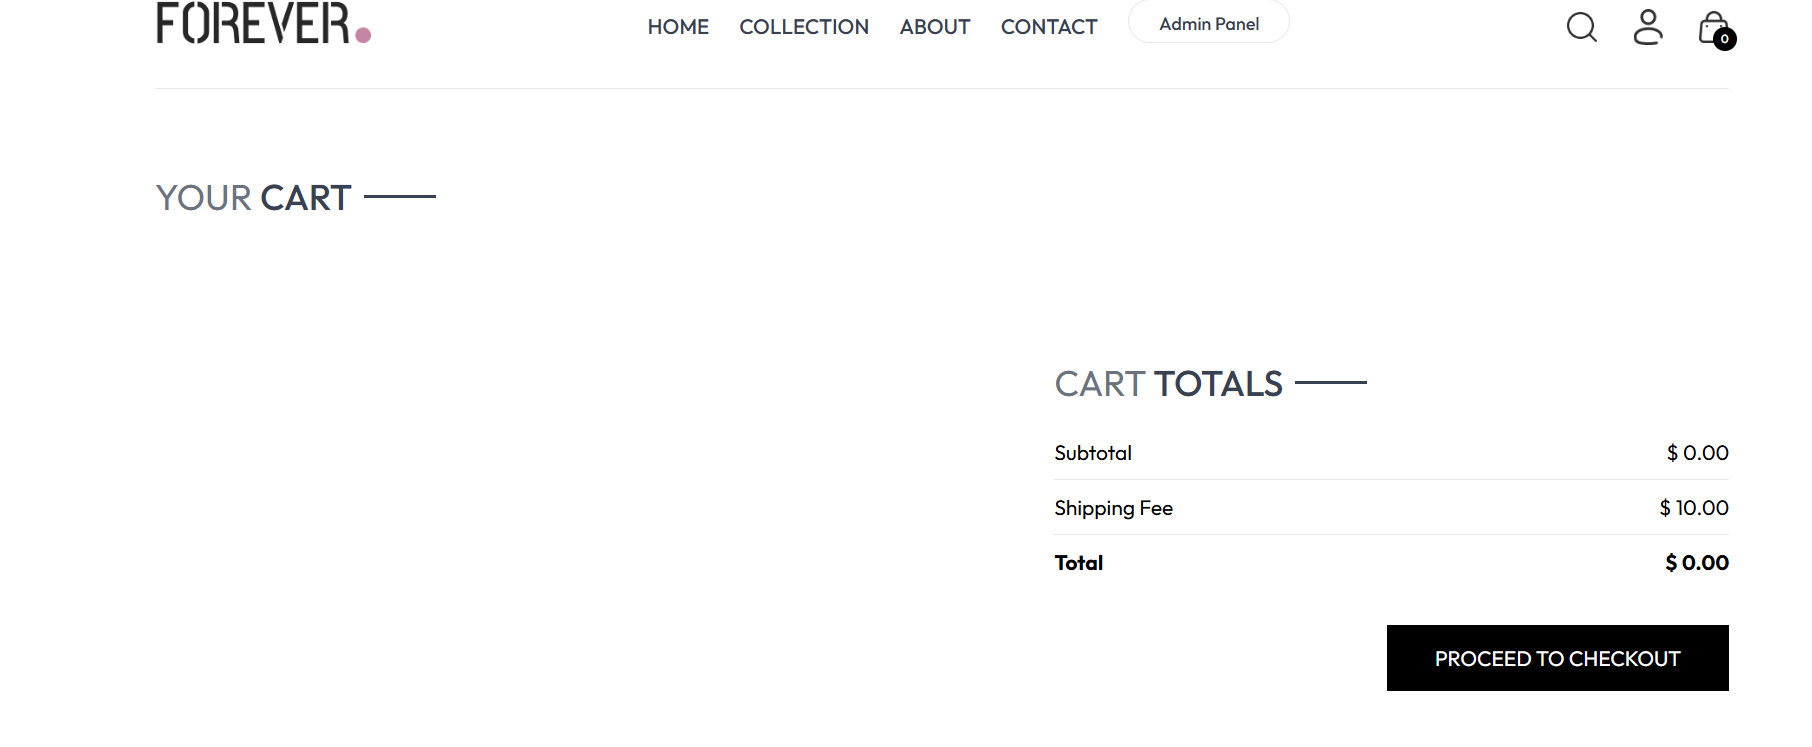 FOREVER.
HOME COLLECTION ABOUT CONTACT Admin Panel
0
YOUR CART
CART TOTALS
Subtotal $ 0.00
Shipping Fee $ 10.00
Total $ 0.00
PROCEED TO CHECKOUT